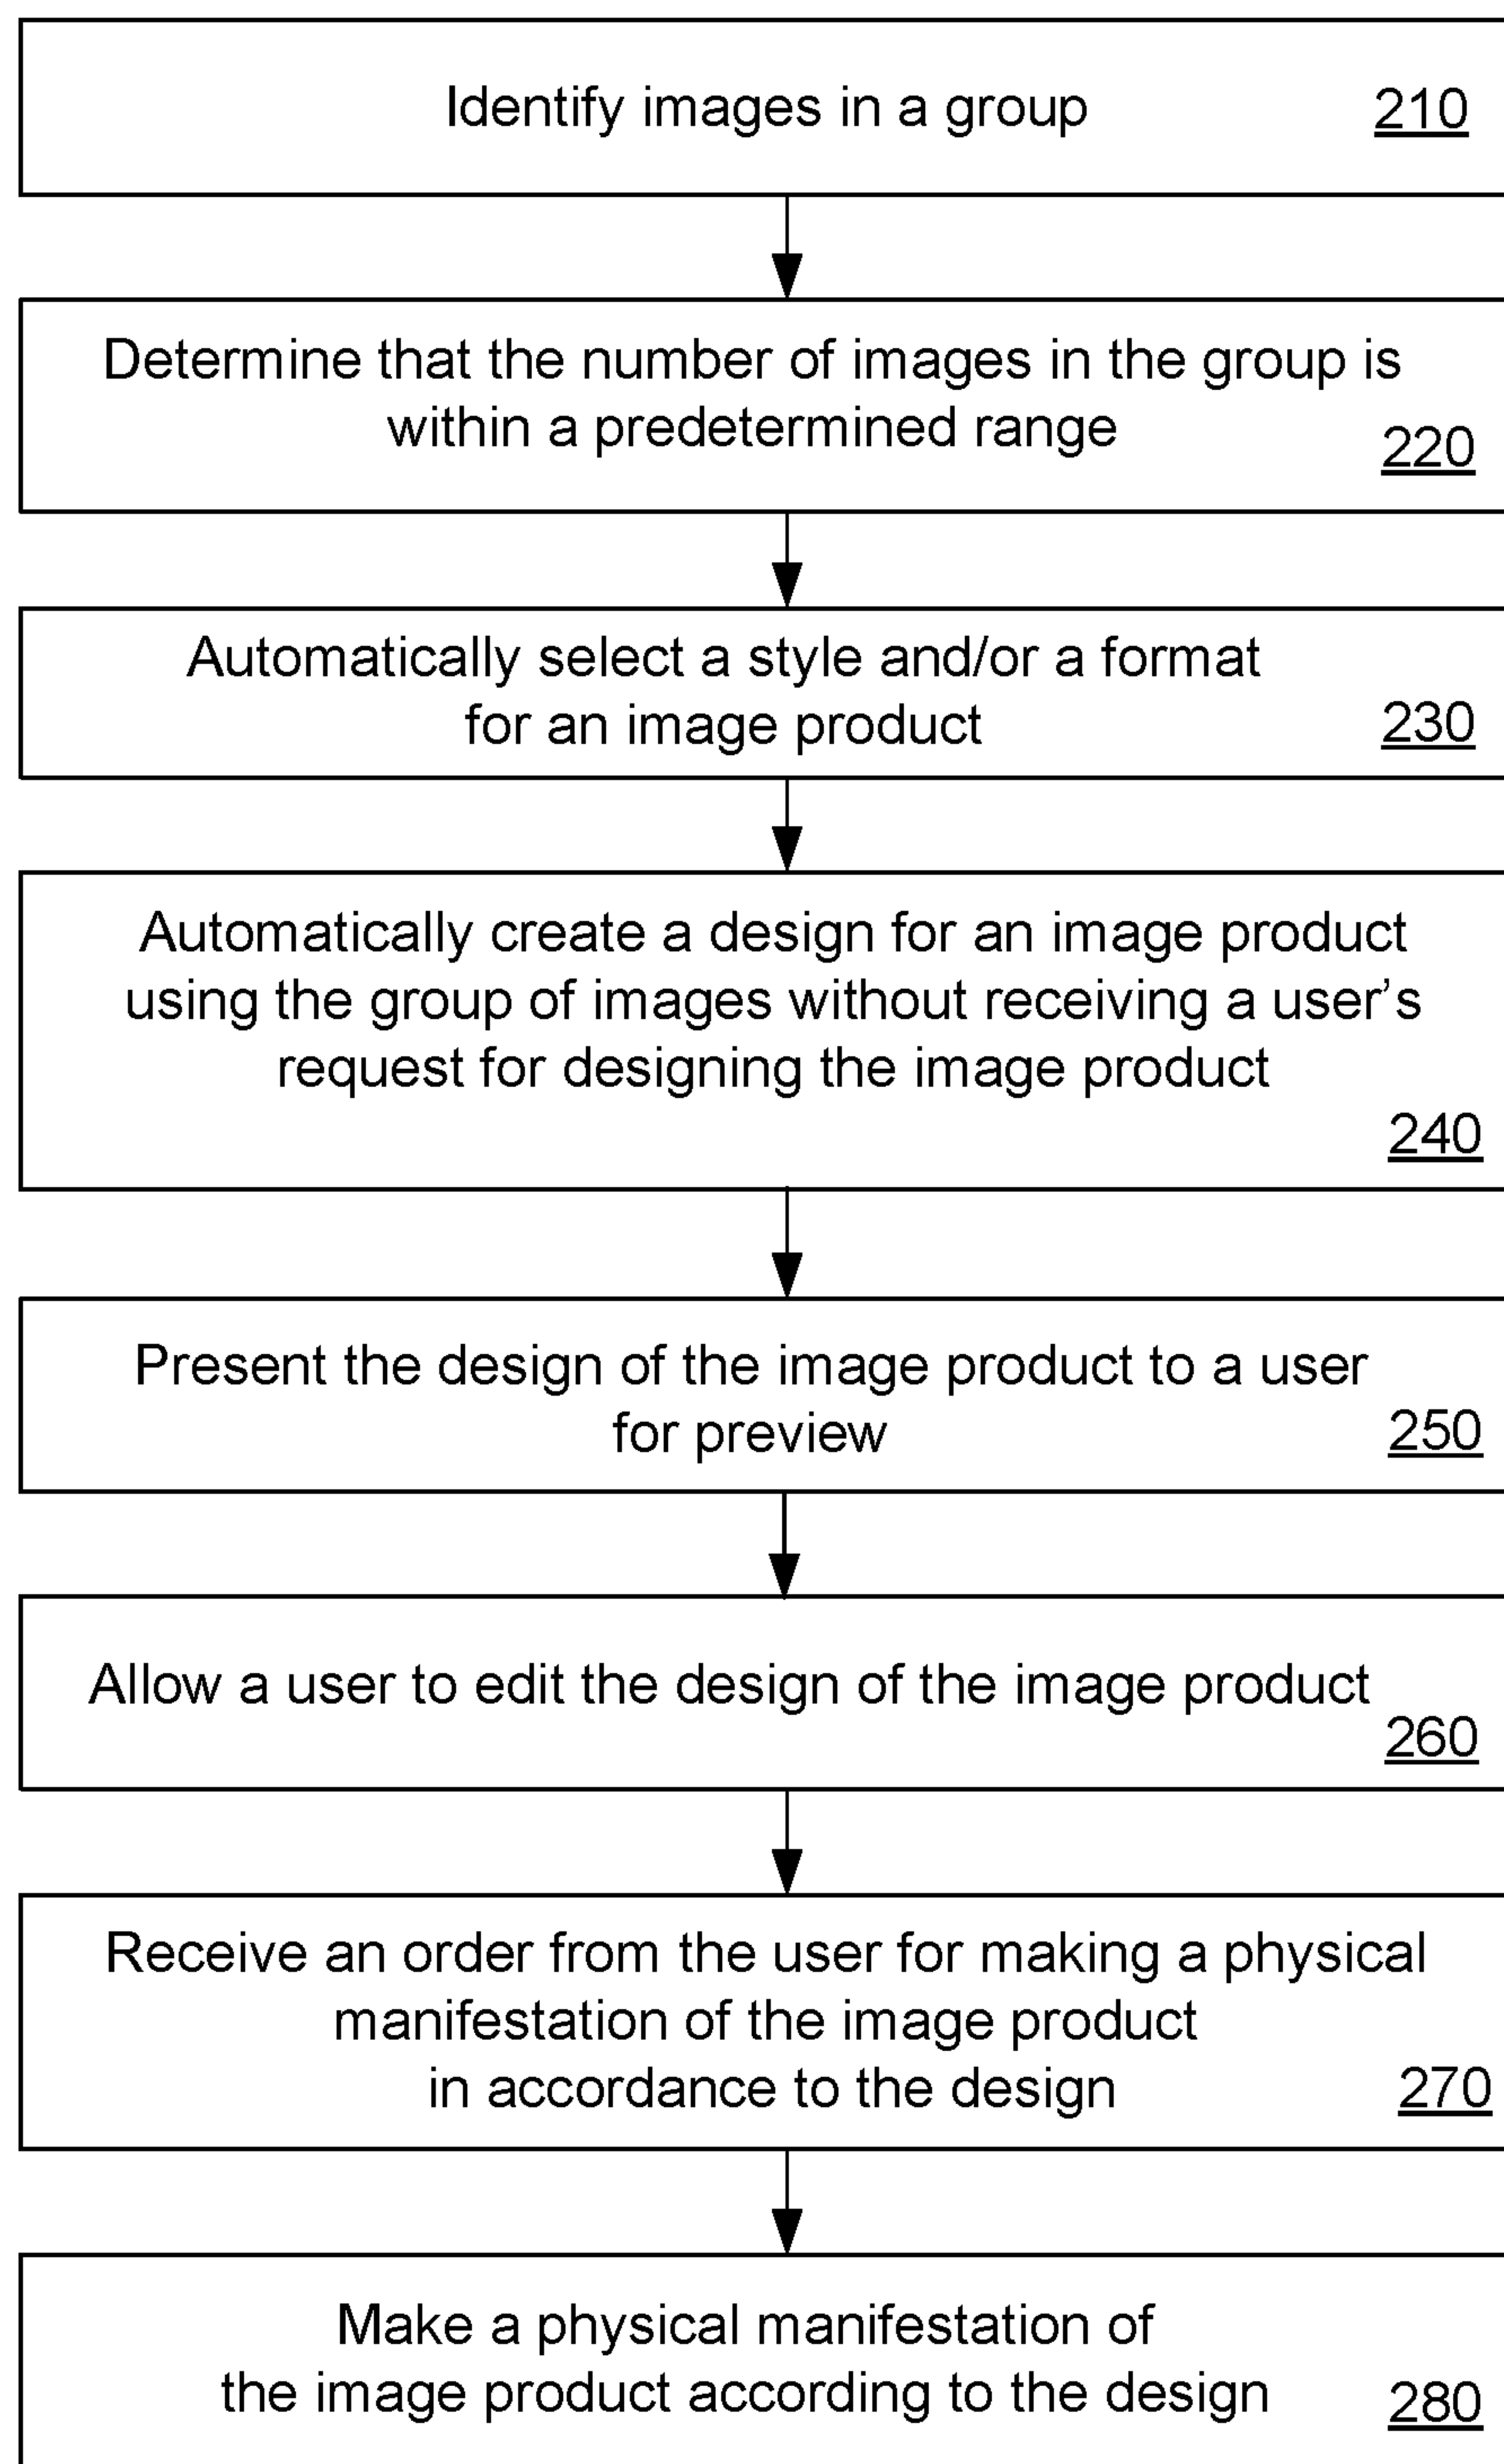 Identify images in a group 210
Determine that the number of images in the group is
within a predetermined range
220
Automatically select a style and/or a format
for an image product 230
Automatically create a design for an image product
using the group of images without receiving a user’s
request for designing the image product
240
Present the design of the image product to a user
for preview 250
Allow a user to edit the design of the image product
260
Receive an order from the user for making a physical
manifestation of the image product
in accordance to the design 270
Make a physical manifestation of
the image product according to the design 280